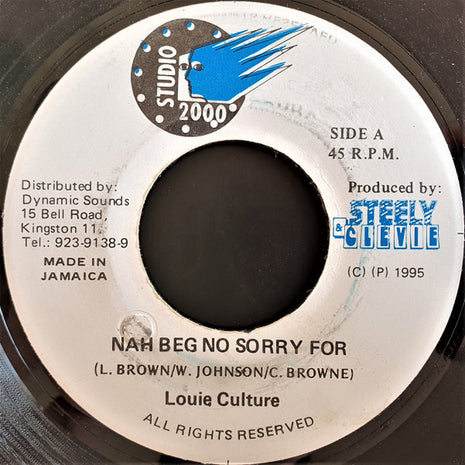 STUDIO
2000
SIDE A
45 R.P.M.
Distributed by:
Dynamic Sounds
15 Bell Road,
Kingston 11,
Tel.: 923-9138-9
MADE IN
JAMAICA
Produced by:
STEELY
& CLEVIE
(C) (P) 1995
NAH BEG NO SORRY FOR
(L. BROWN/W. JOHNSON/C. BROWNE)
Louie Culture
ALL RIGHTS RESERVED